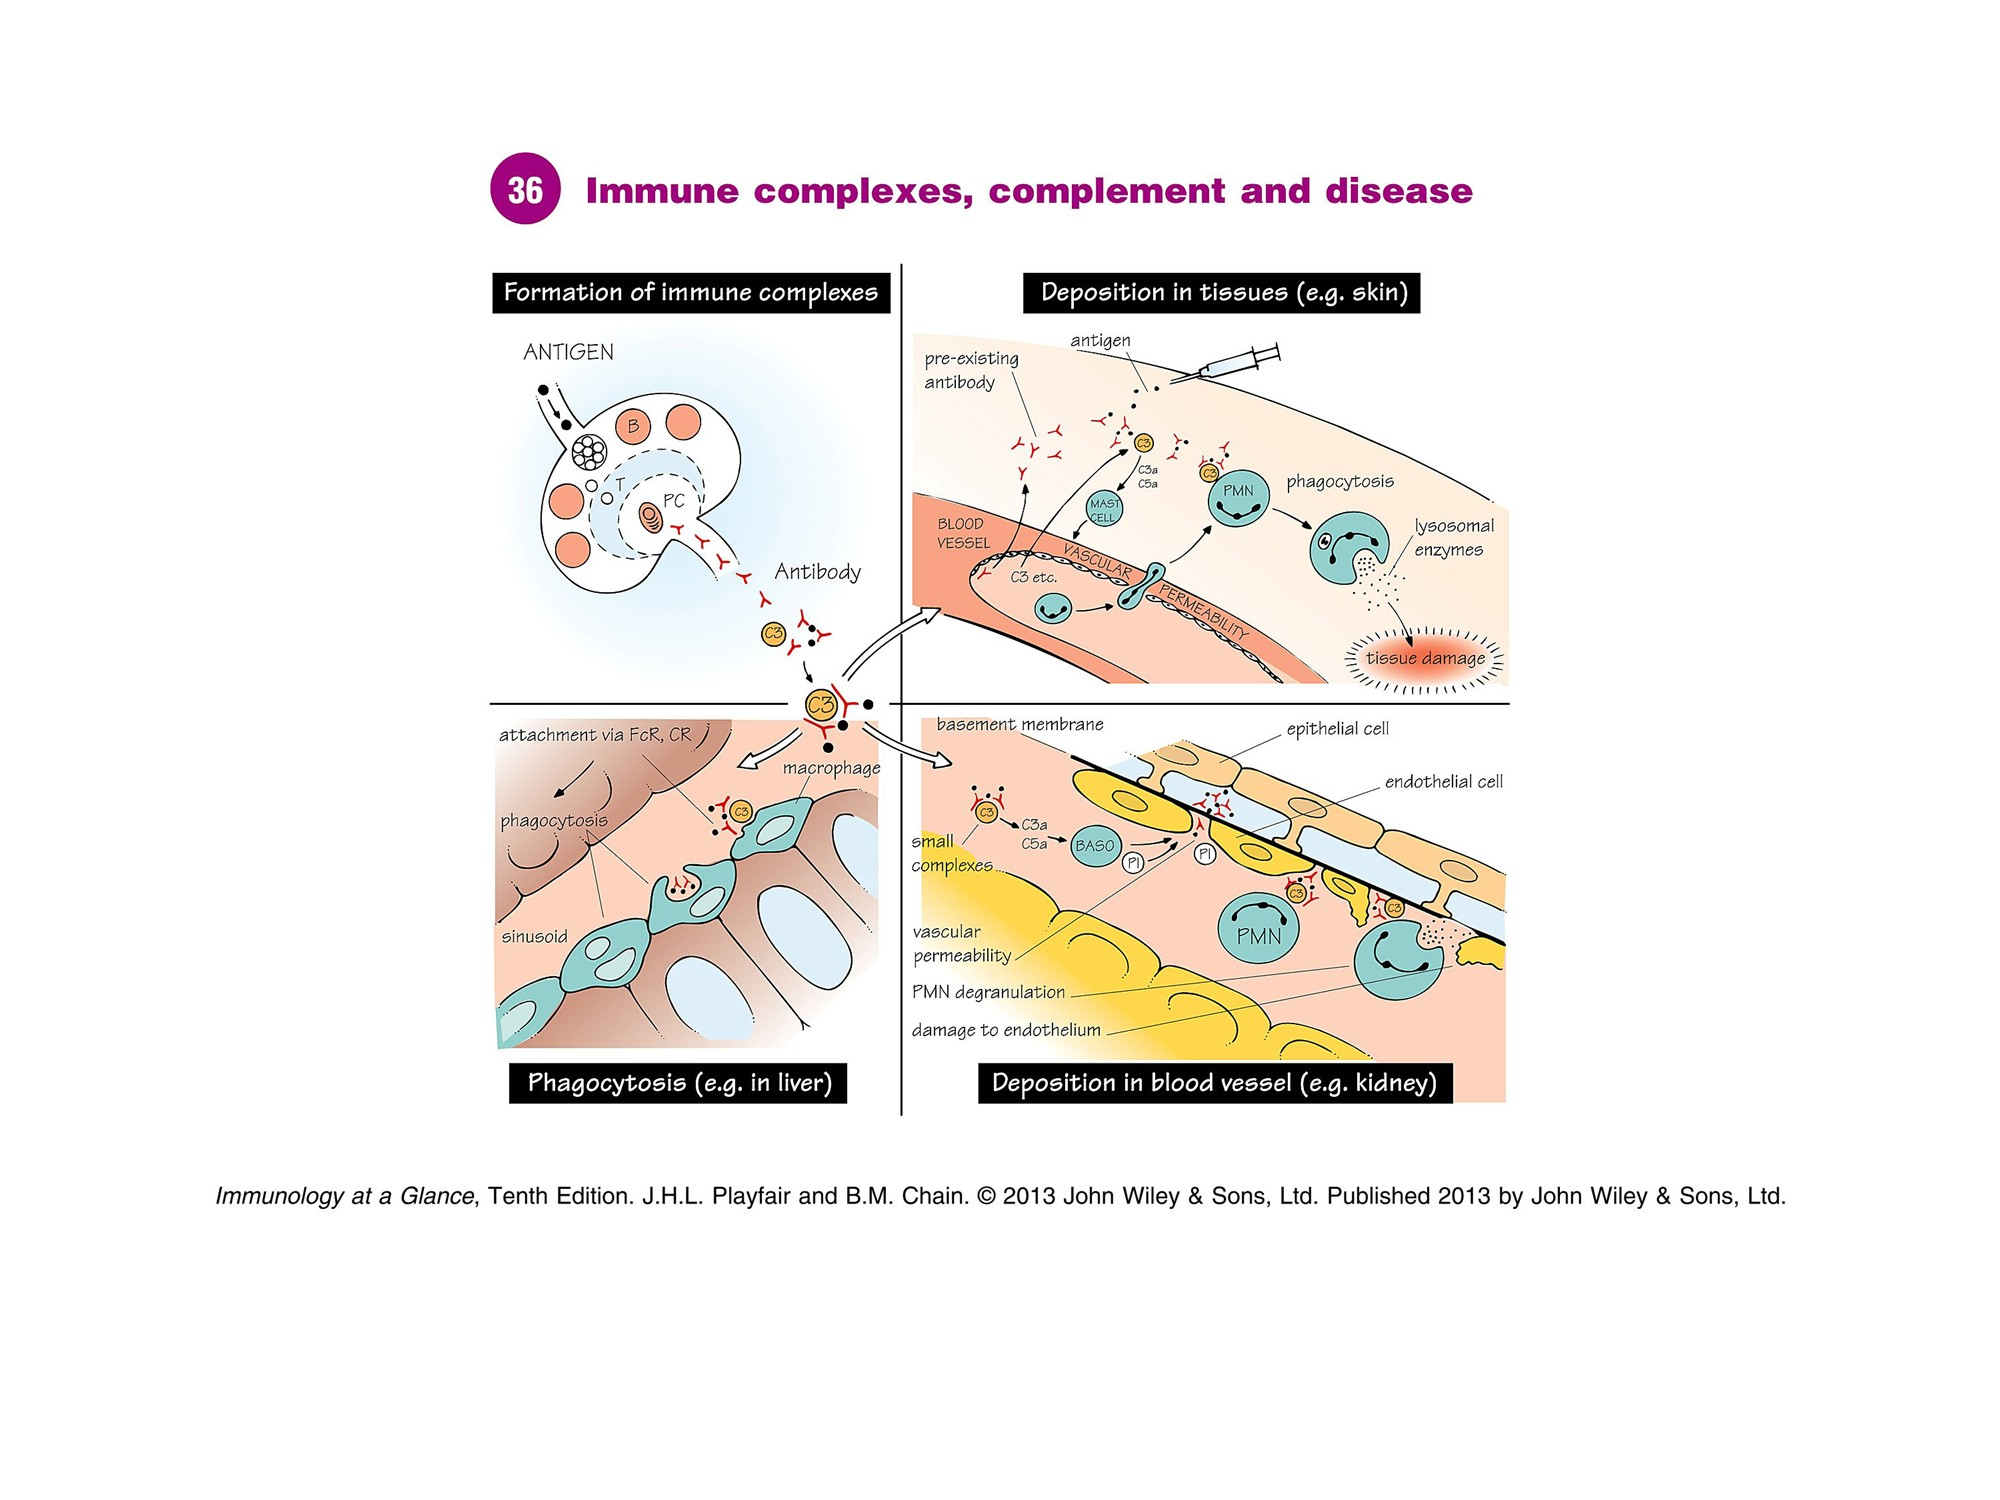 36
Immune complexes, complement and disease
Formation of immune complexes
ANTIGEN
B
T
PC
Antibody
C3
C3
Deposition in tissues (e.g. skin)
antigen
pre-existing
antibody
C3
C3a
C5a
MAST
CELL
C3
PMN
phagocytosis
lysosomal
enzymes
BLOOD
VESSEL
VASCULAR
PERMEABILITY
C3 etc.
tissue damage
attachment via FcR, CR
macrophage
C3
phagocytosis
sinusoid
Phagocytosis (e.g. in liver)
basement membrane
epithelial cell
endothelial cell
C3
C3a
C5a
BASO
PI
PI
small
complexes
C3
C3
PMN
vascular
permeability
PMN degranulation
damage to endothelium
Deposition in blood vessel (e.g. kidney)
Immunology at a Glance, Tenth Edition. J.H.L. Playfair and B.M. Chain. © 2013 John Wiley & Sons, Ltd. Published 2013 by John Wiley & Sons, Ltd.